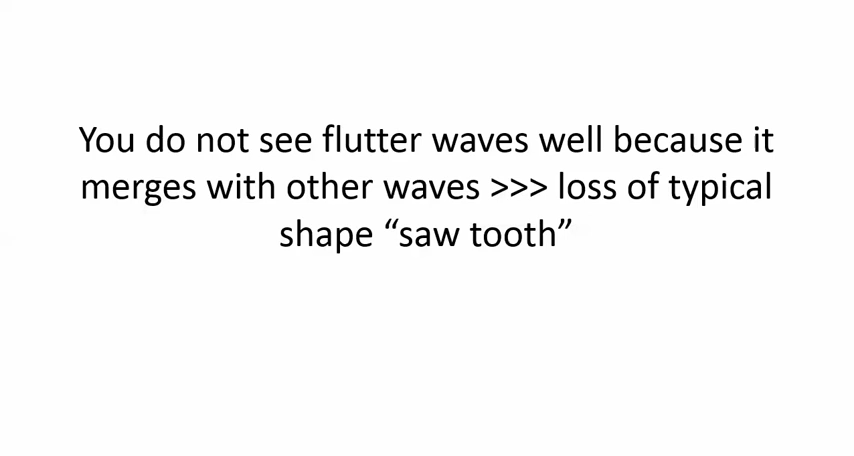 You do not see flutter waves well because it
merges with other waves >>> loss of typical
shape “saw tooth”